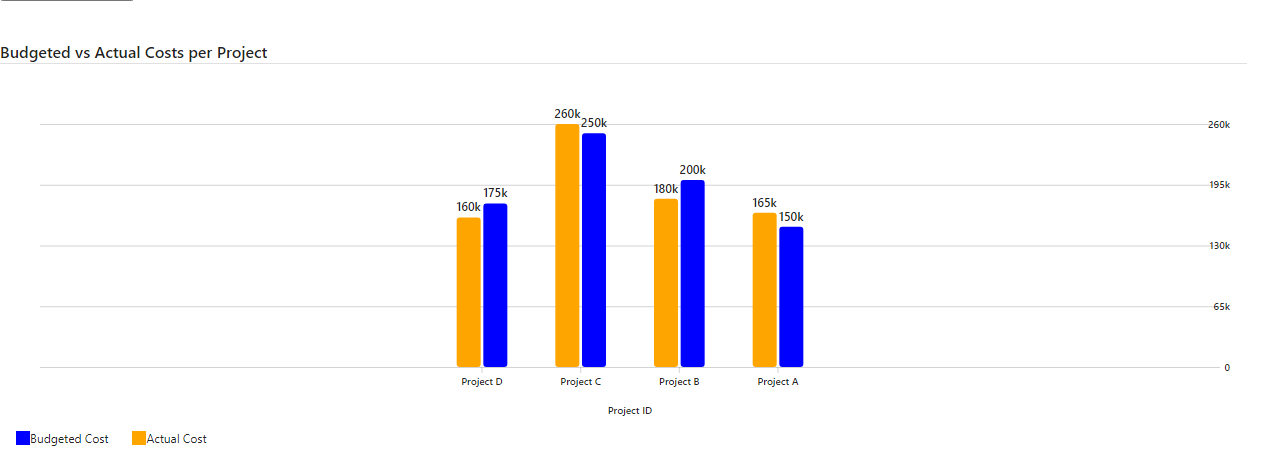 Budgeted vs Actual Costs per Project
260k
250k
200k
175k
180k
160k
165k
150k
260k
195k
130k
65k
0
Project D
Project C
Project B
Project A
Project ID
Budgeted Cost
Actual Cost